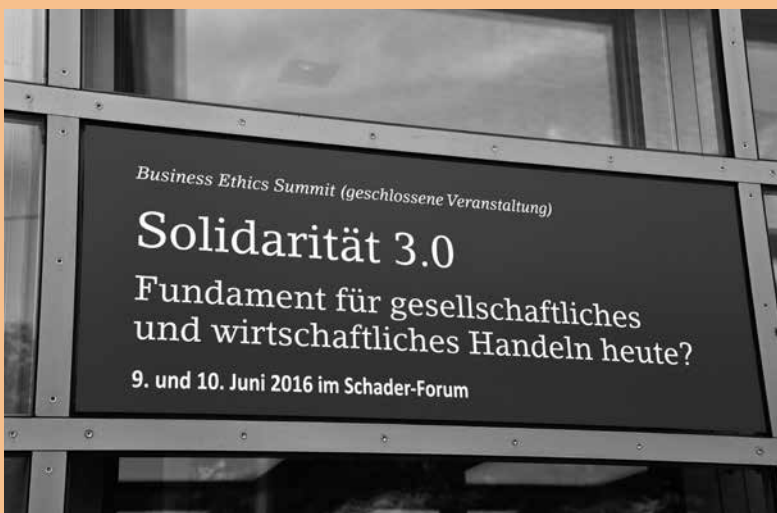 Business Ethics Summit (geschlossene Veranstaltung)
Solidarität 3.0
Fundament für gesellschaftliches
und wirtschaftliches Handeln heute?
9. und 10. Juni 2016 im Schader-Forum